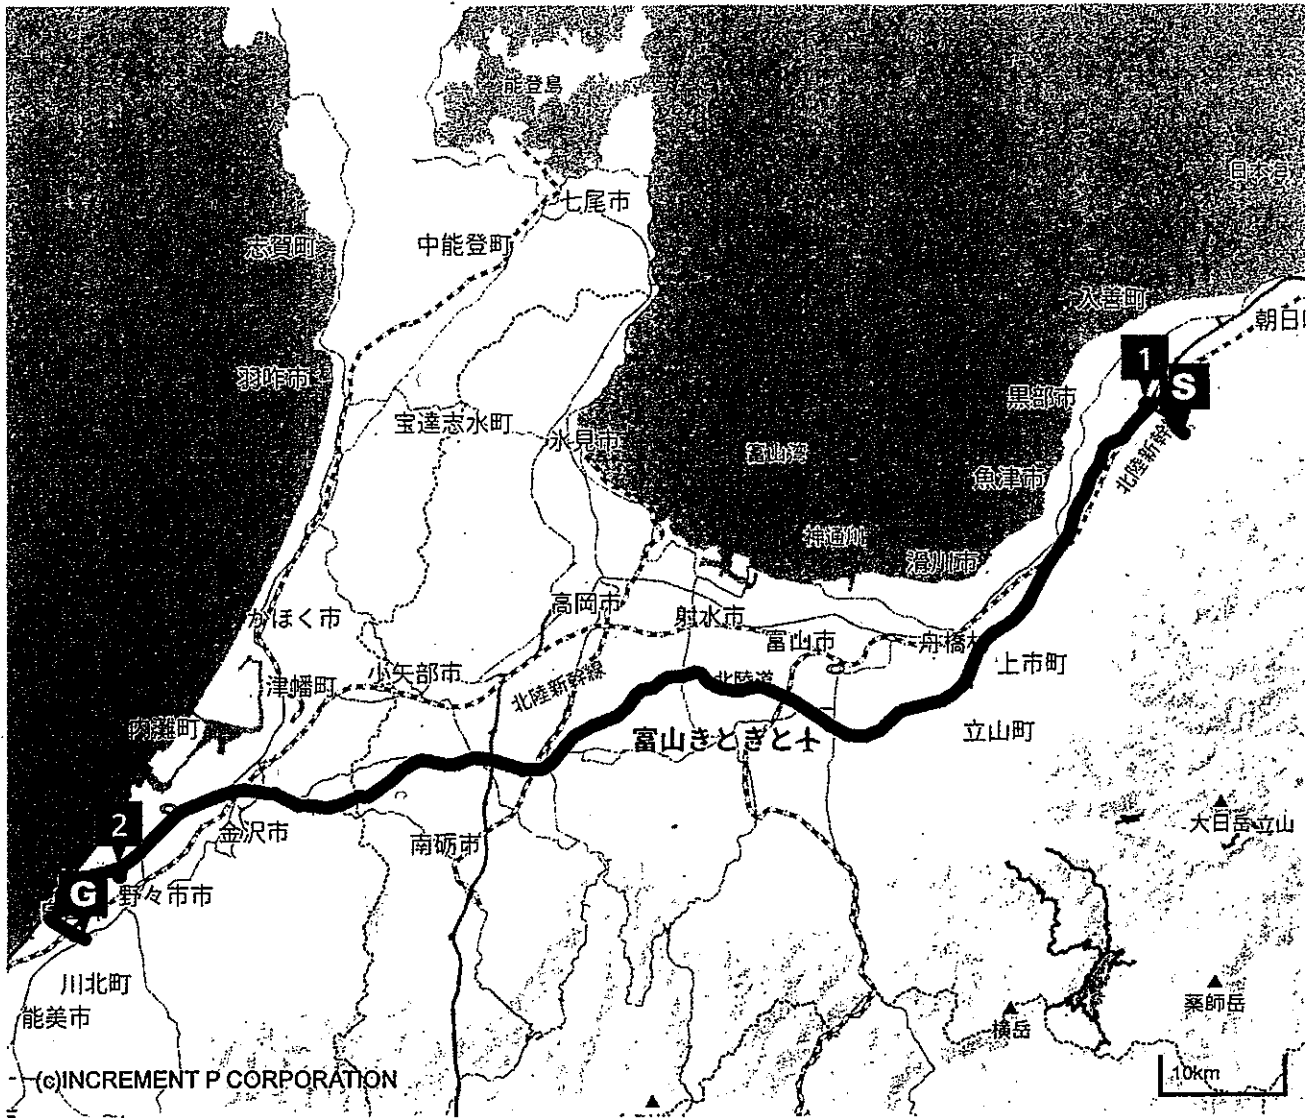 能登島
七尾市
日本海
志賀町
中能登町
入善町
朝日
1
S
羽咋市
黒部市
宝達志水町
氷見市
富山湾
北陸新幹
魚津市
神通川
滑川市
かほく市
高岡市
射水市
富山市
舟橋
上市町
小矢部市
津幡町
北陸新幹線
北陸道
内灘町
富山きときと
立山町
2
金沢市
南砺市
大日岳
立山
G
野々市市
川北町
能美市
薬師岳
横岳
(c)INCREMENT P CORPORATION
10km